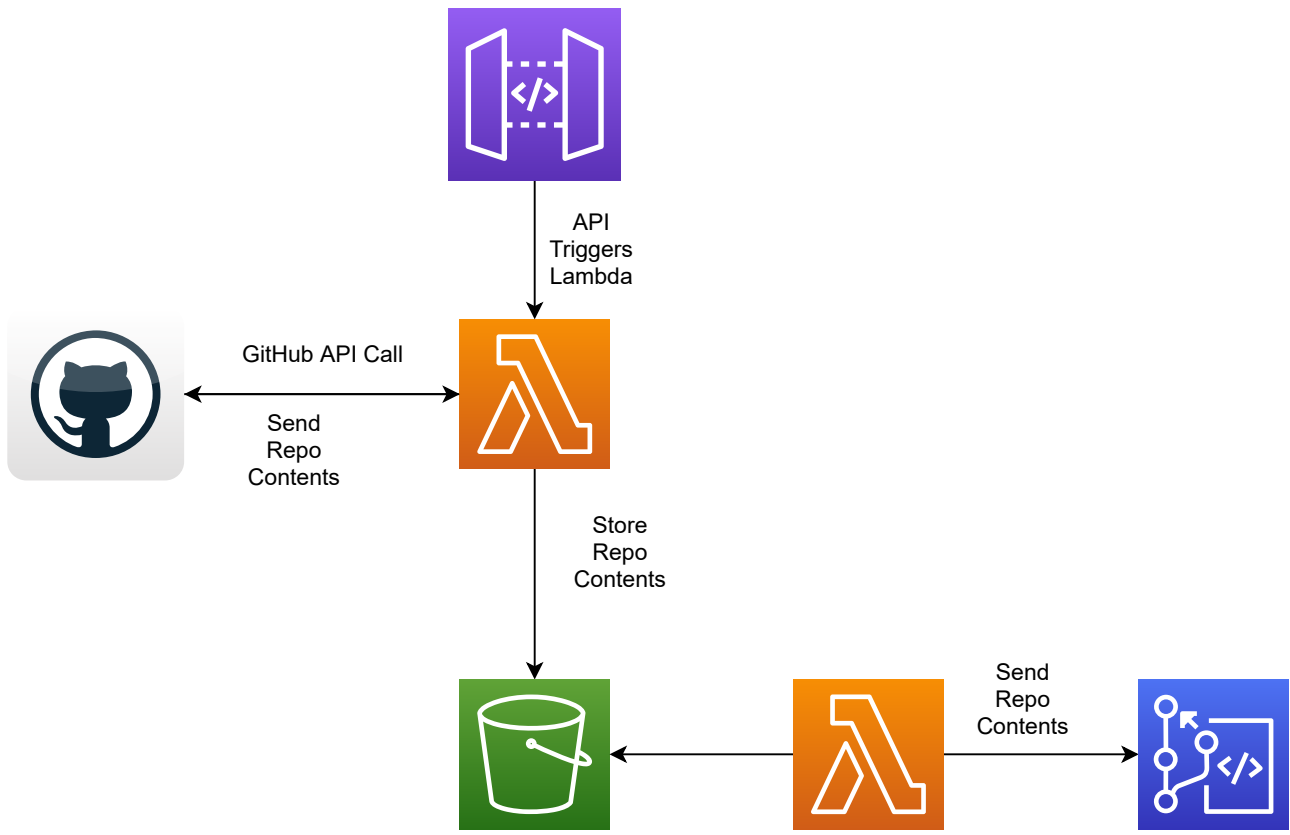 </>
API
Triggers
Lambda
GitHub API Call
Send
Repo
Contents
Store
Repo
Contents
Send
Repo
Contents
</>